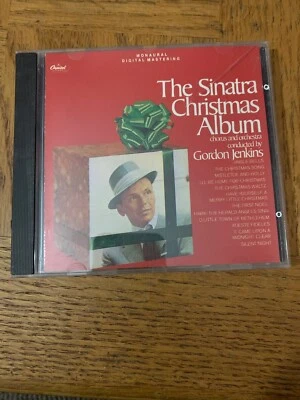 Capitol
MONAURAL
DIGITAL MASTERING
The Sinatra
Christmas
Album
chorus and orchestra
conducted by
Gordon Jenkins
JINGLE BELLS
THE CHRISTMAS SONG
MISTLETOE AND HOLLY
I'LL BE HOME FOR CHRISTMAS
THE CHRISTMAS WALTZ
HAVE YOURSELF A
MERRY LITTLE CHRISTMAS
THE FIRST NOEL
HARK! THE HERALD ANGELS SING
O LITTLE TOWN OF BETHLEHEM
ADESTE FIDELES
IT CAME UPON A
MIDNIGHT CLEAR
SILENT NIGHT